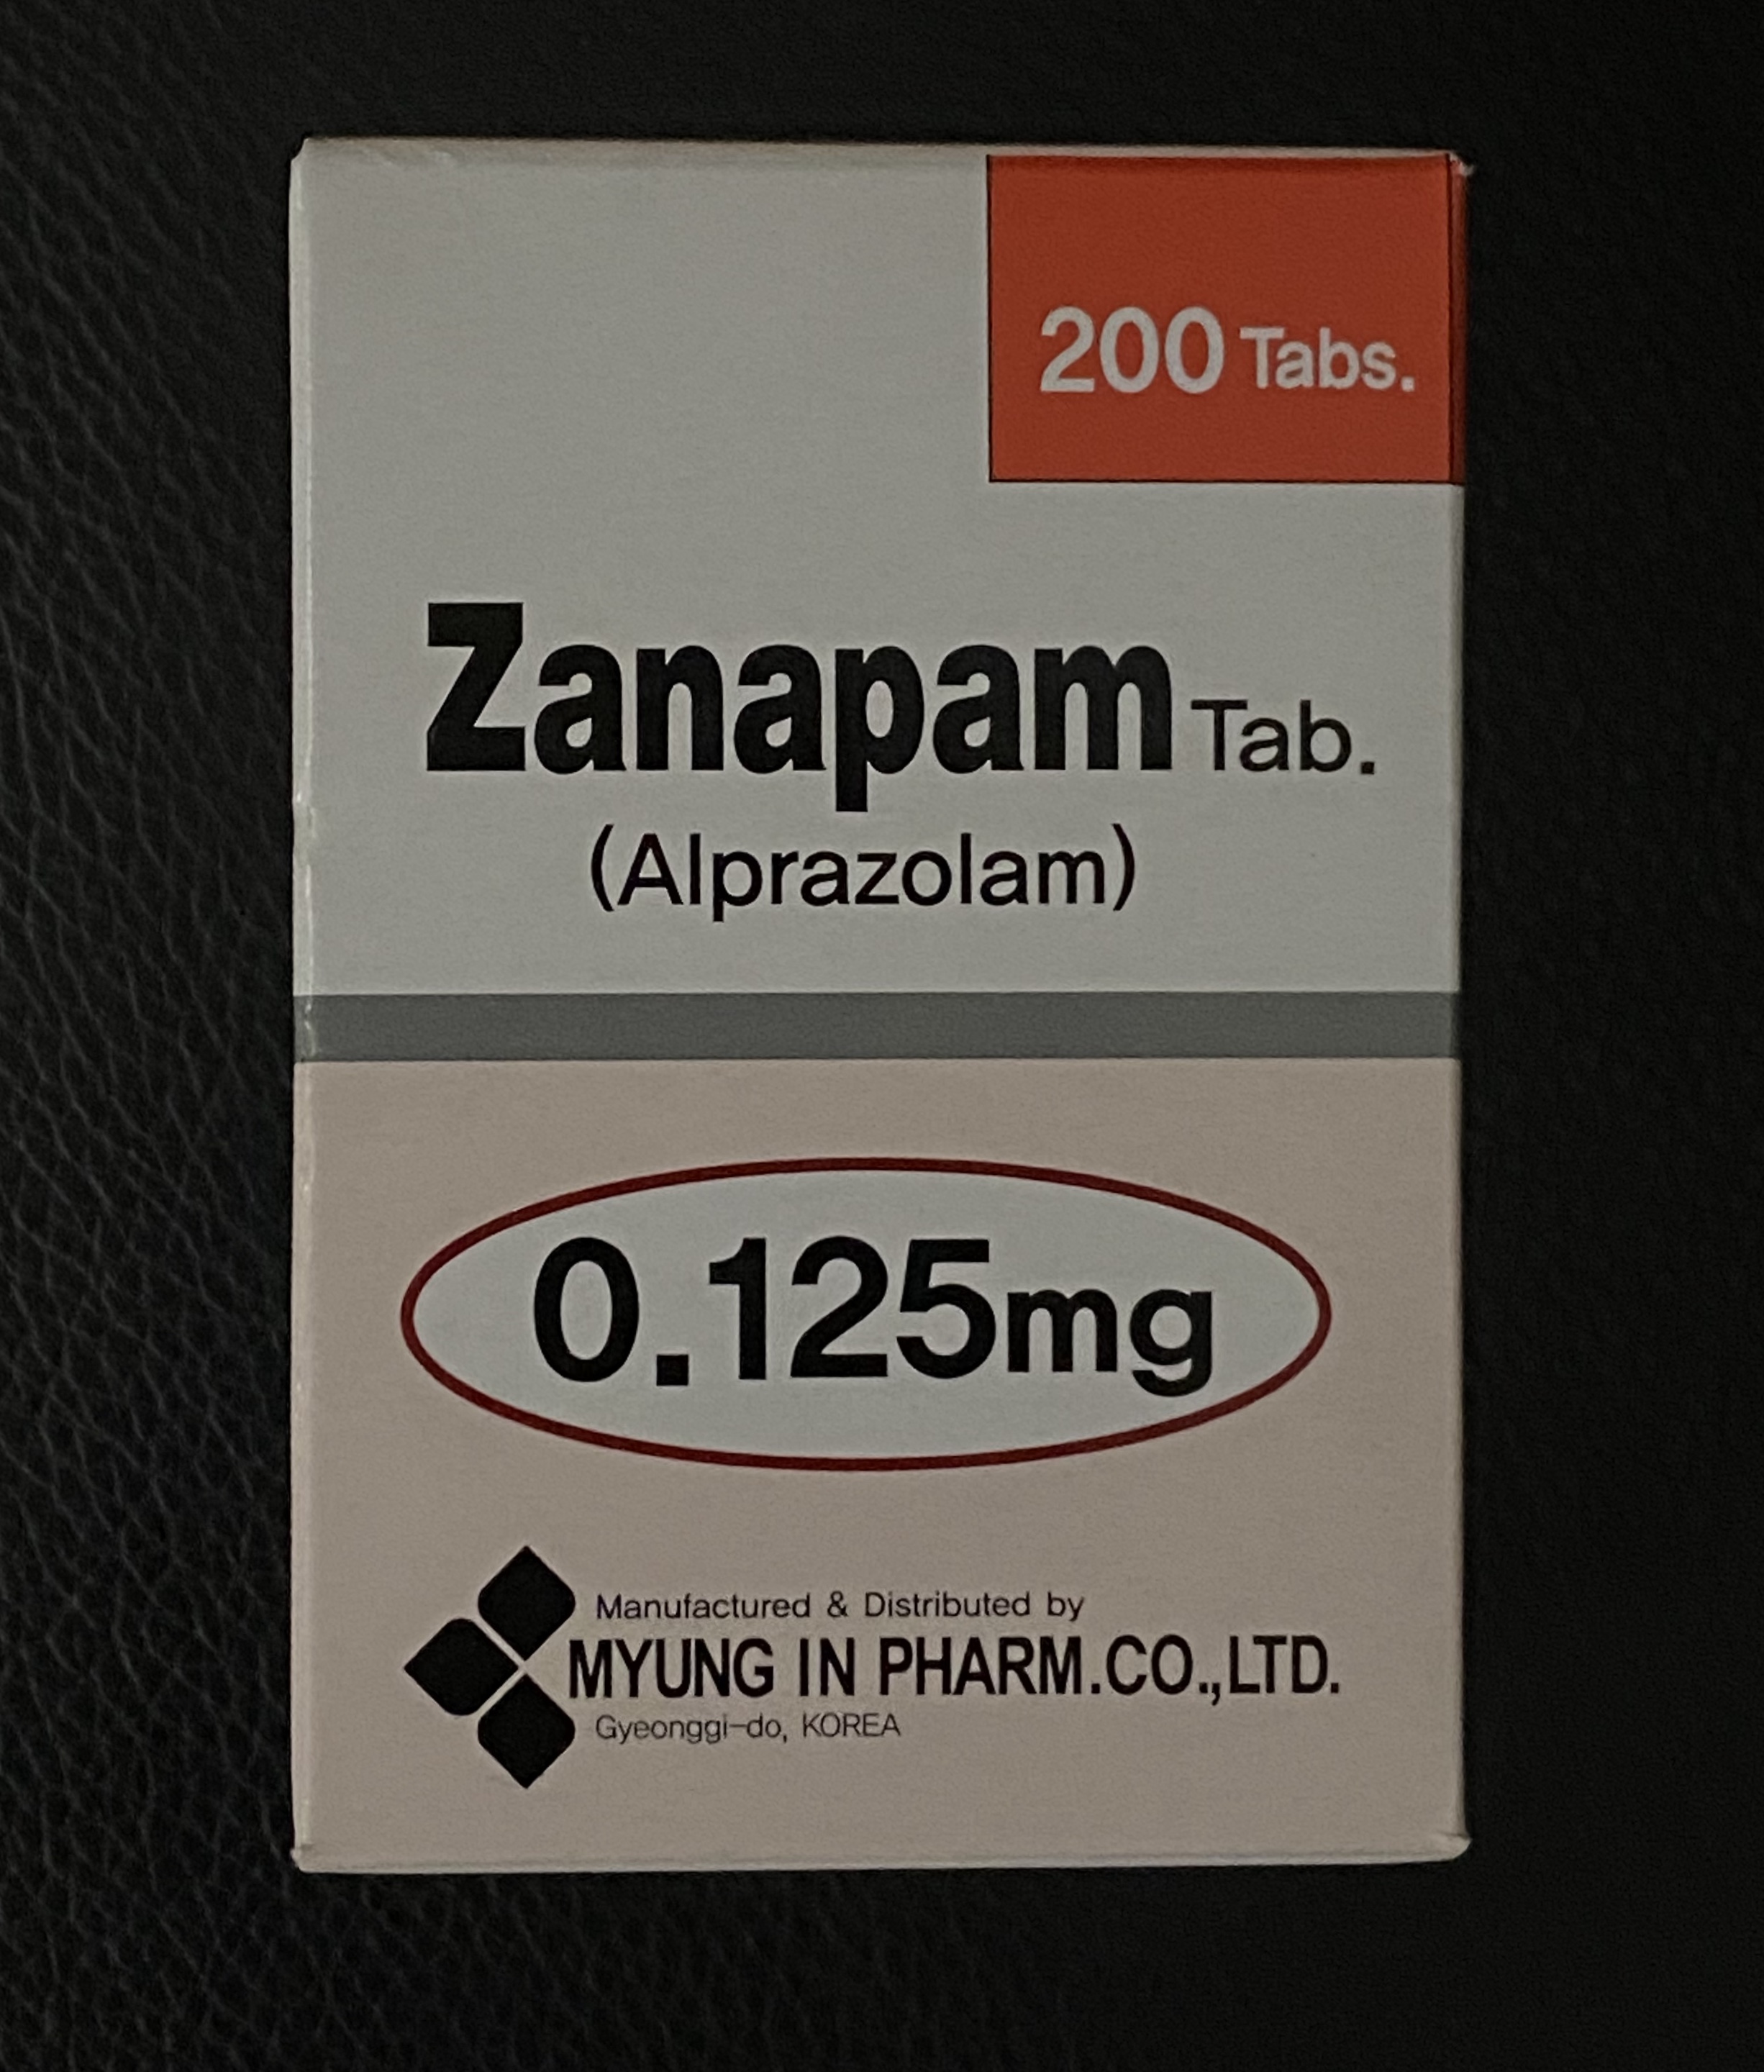 200 Tabs.
Zanapam Tab.
(Alprazolam)
0.125mg
Manufactured & Distributed by
MYUNG IN PHARM.CO.,LTD.
Gyeonggi-do, KOREA